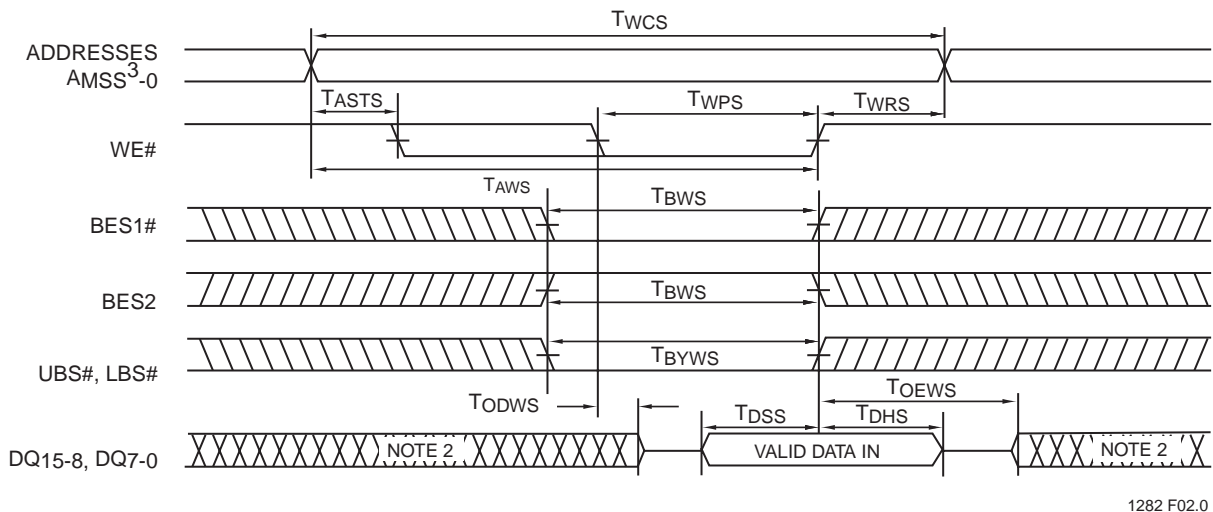 TWCS
ADDRESSES
AMSS3-0
TASTS
TWPS
TWRS
WE#
TAWS
TBWS
BES1#
BES2
TBWS
TBYWS
UBS#, LBS#
TODWS
TOEWS
TDSS
TDHS
DQ15-8, DQ7-0
NOTE 2
VALID DATA IN
NOTE 2
1282 F02.0